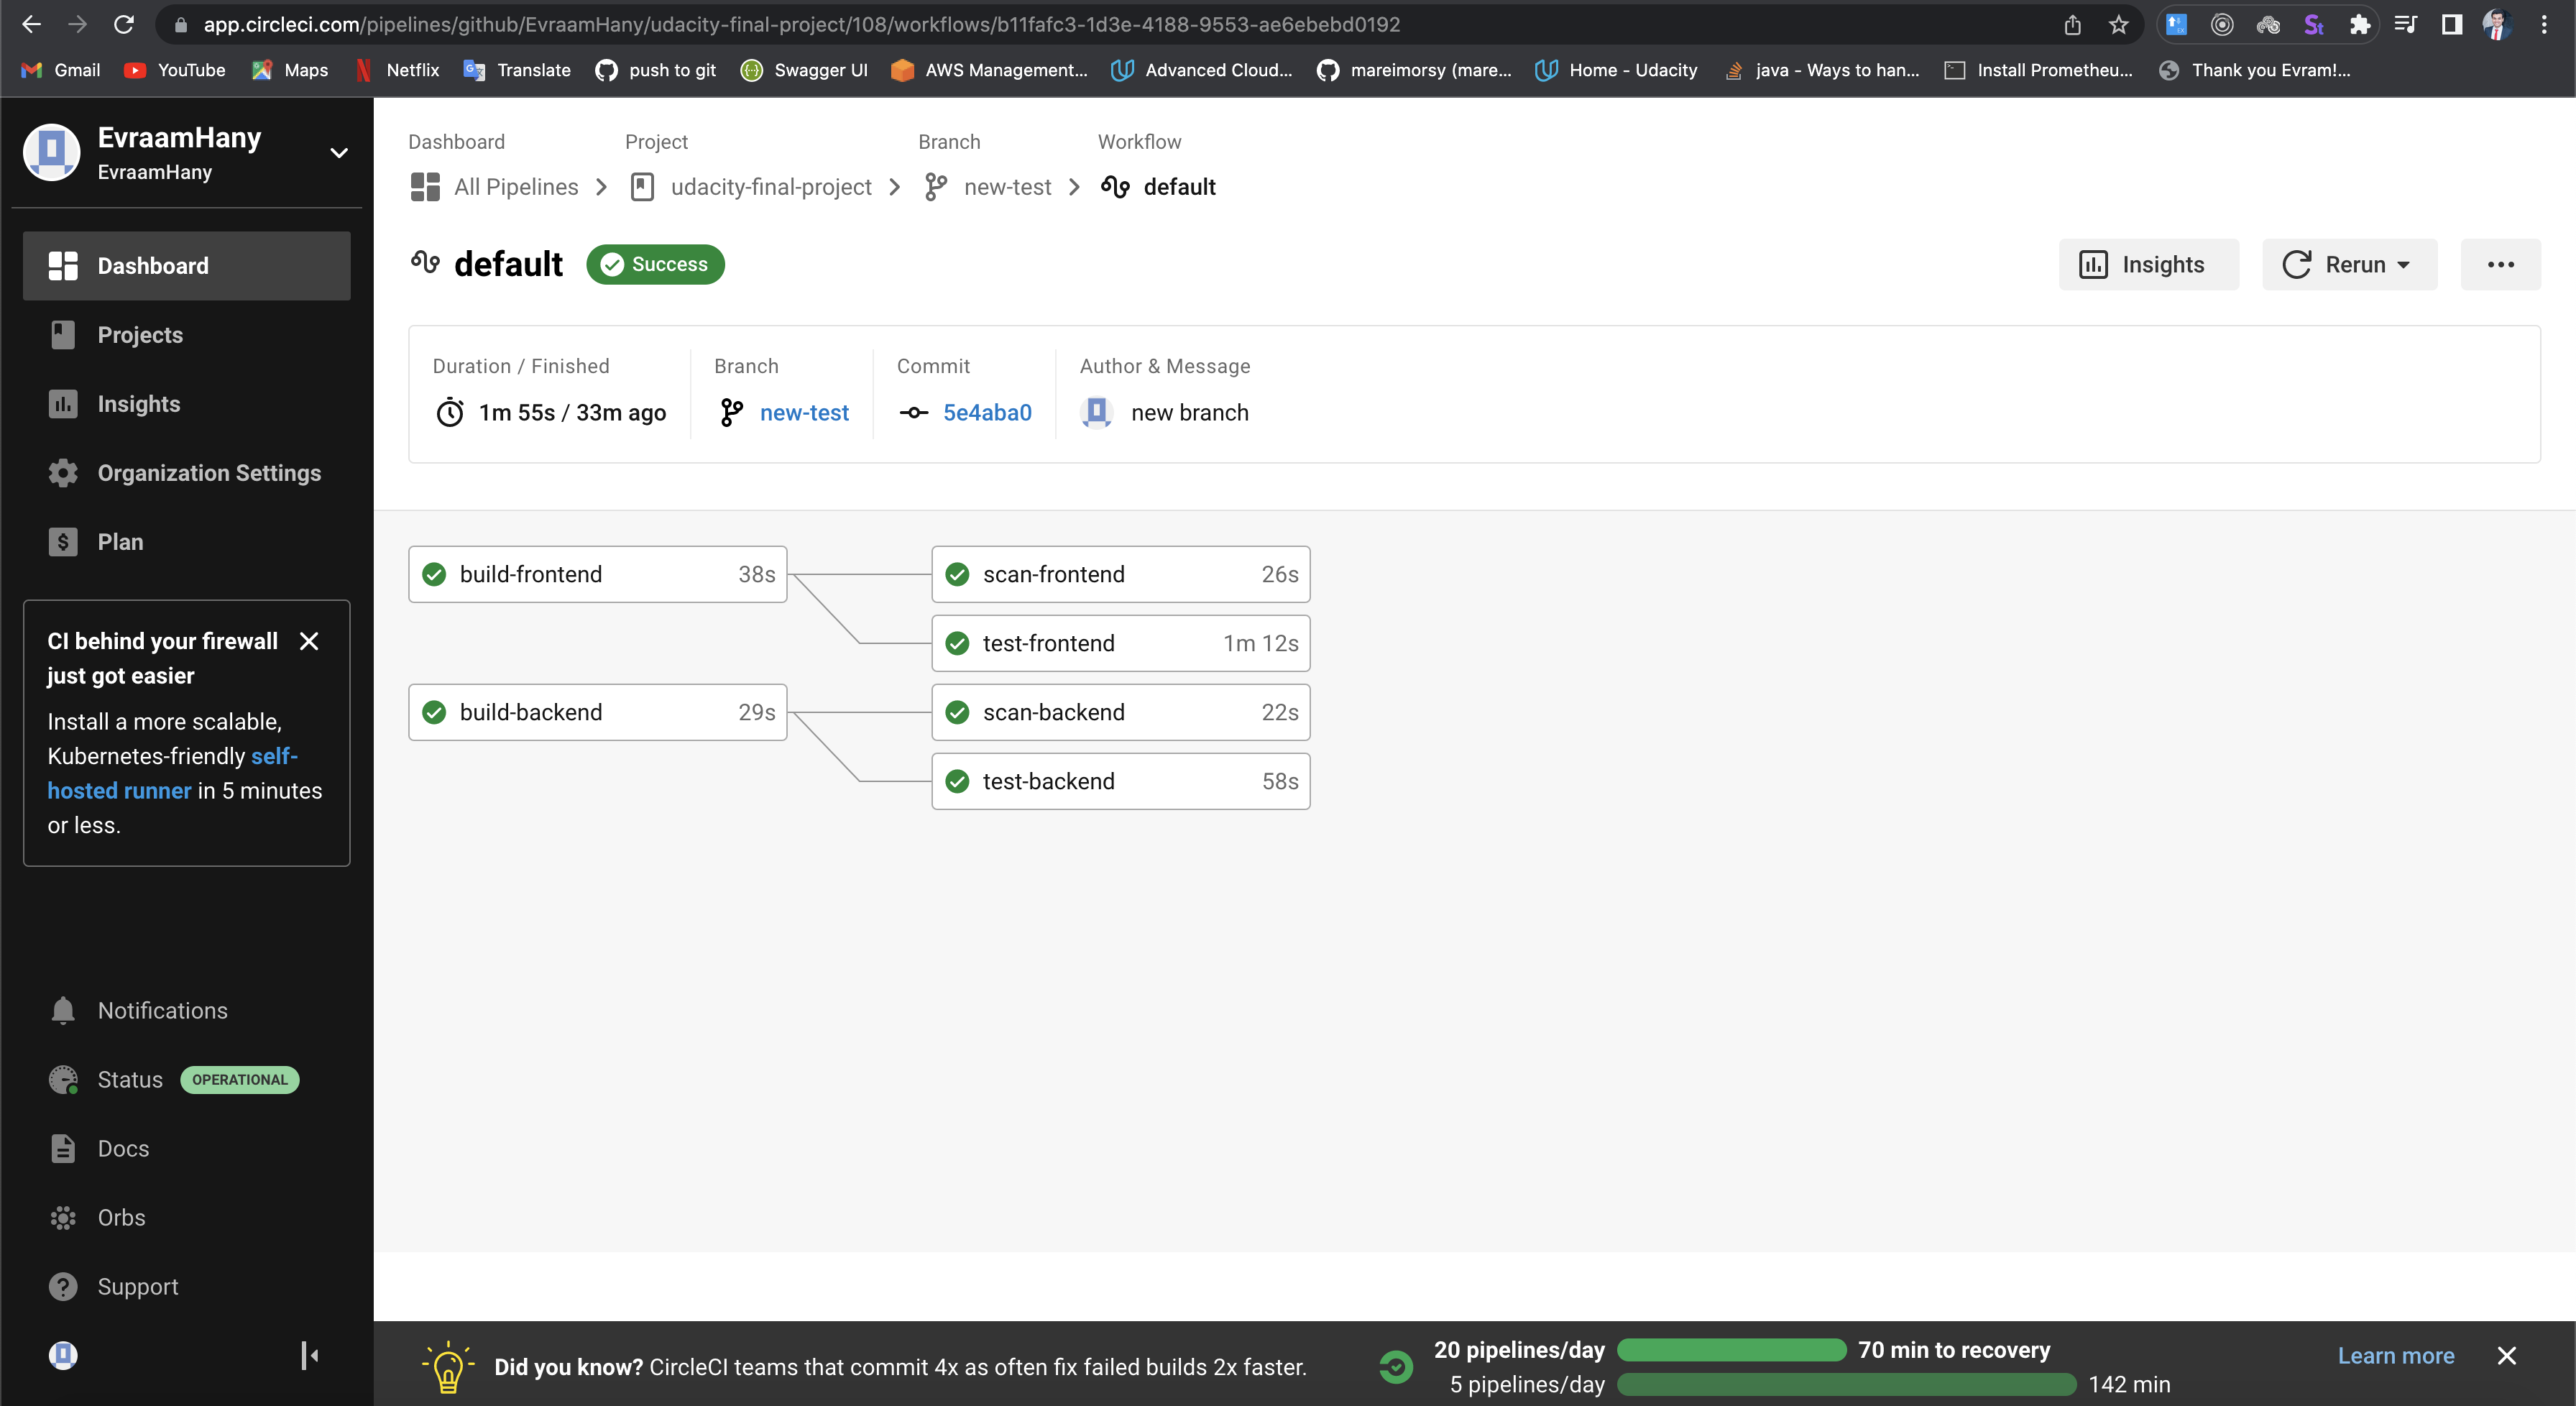 app.circleci.com/pipelines/github/EvraamHany/udacity-final-project/108/workflows/b11fafc3-1d3e-4188-9553-ae6ebebd0192
Gmail YouTube Maps Netflix Translate push to git Swagger UI AWS Management... Advanced Cloud... mareimorsy (mare... Home - Udacity java - Ways to han... Install Prometheu... Thank you Evram!...
EvraamHany
EvraamHany
Dashboard
Projects
Insights
Organization Settings
Plan
CI behind your firewall
just got easier
Install a more scalable,
Kubernetes-friendly self-
hosted runner in 5 minutes
or less.
Notifications
Status OPERATIONAL
Docs
Orbs
Support
Dashboard Project Branch Workflow
All Pipelines udacity-final-project new-test default
default Success
Insights Rerun
Duration / Finished Branch Commit Author & Message
1m 55s / 33m ago new-test 5e4aba0 new branch
build-frontend 38s scan-frontend 26s
test-frontend 1m 12s
build-backend 29s scan-backend 22s
test-backend 58s
Did you know? CircleCI teams that commit 4x as often fix failed builds 2x faster.
20 pipelines/day 70 min to recovery
5 pipelines/day 142 min
Learn more